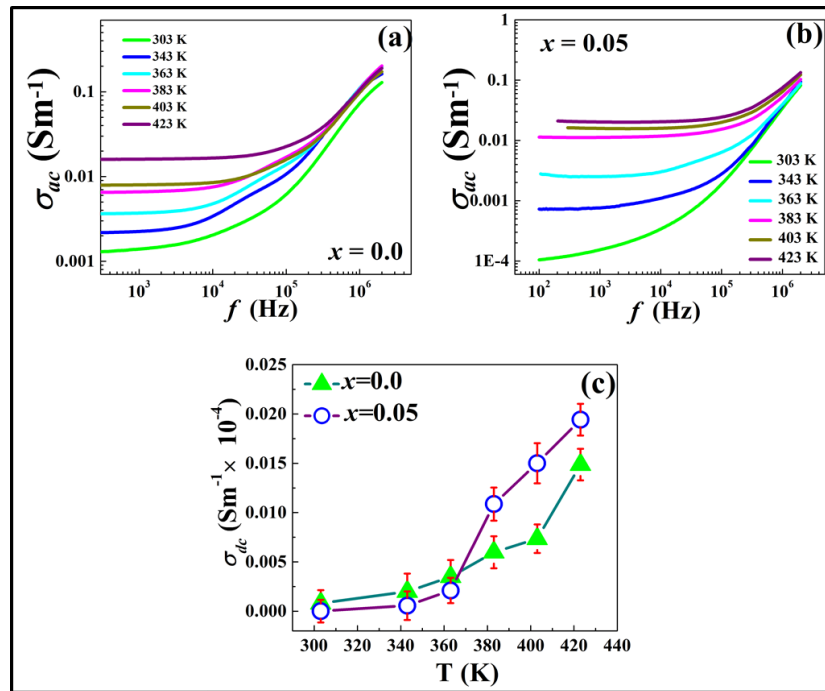 (a)
303 K
343 K
363 K
383 K
403 K
423 K
σac (Sm⁻¹)
0.1
0.01
0.001
x = 0.0
10³ 10⁴ 10⁵ 10⁶
f (Hz)
x = 0.05
(b)
σac (Sm⁻¹)
1
0.1
0.01
0.001
1E-4
303 K
343 K
363 K
383 K
403 K
423 K
10² 10³ 10⁴ 10⁵ 10⁶
f (Hz)
(c)
x=0.0
x=0.05
σdc (Sm⁻¹× 10⁻⁴)
0.025
0.020
0.015
0.010
0.005
0.000
300 320 340 360 380 400 420 440
T (K)